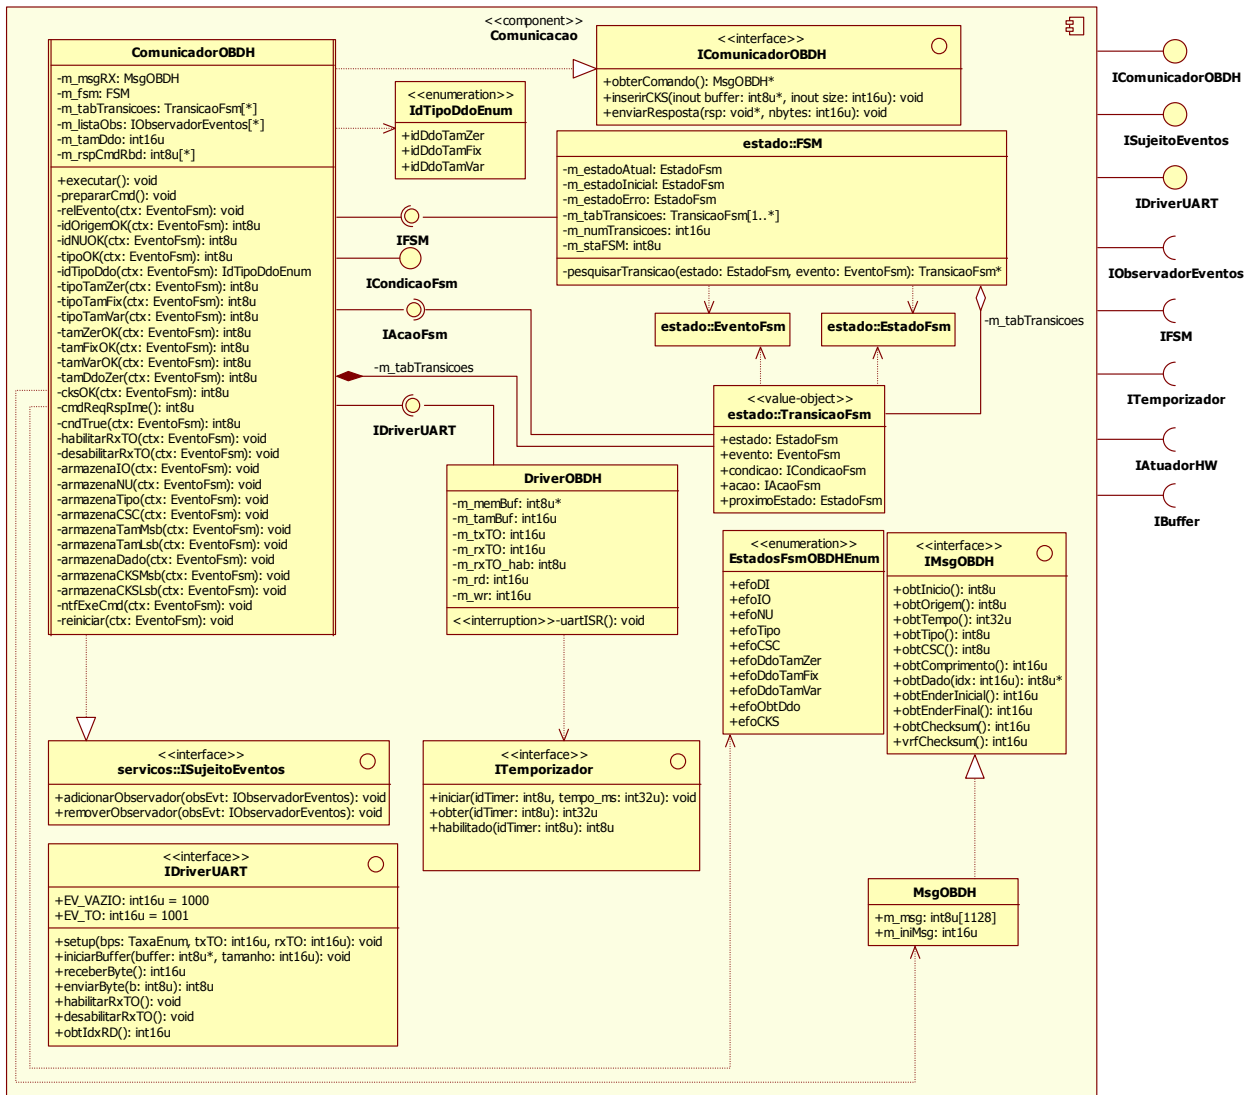 <<component>>
Comunicacao
ComunicadorOBDH
-m_msgRX: MsgOBDH
-m_fsm: FSM
-m_tabTransicoes: TransicaoFsm[*]
-m_listaObs: IObservadorEventos[*]
-m_tamDdo: int16u
-m_rspCmdRbd: int8u[*]
+executar(): void
-prepararCmd(): void
-relEvento(ctx: EventoFsm): void
-idOrigemOK(ctx: EventoFsm): int8u
-idNUOK(ctx: EventoFsm): int8u
-tipoOK(ctx: EventoFsm): int8u
-idTipoDdo(ctx: EventoFsm): IdTipoDdoEnum
-tipoTamZer(ctx: EventoFsm): int8u
-tipoTamFix(ctx: EventoFsm): int8u
-tipoTamVar(ctx: EventoFsm): int8u
-tamZerOK(ctx: EventoFsm): int8u
-tamFixOK(ctx: EventoFsm): int8u
-tamVarOK(ctx: EventoFsm): int8u
-tamDdoZer(ctx: EventoFsm): int8u
-cksOK(ctx: EventoFsm): int8u
-cmdReqRspIme(): int8u
-cndTrue(ctx: EventoFsm): int8u
-habilitarRxTO(ctx: EventoFsm): void
-desabilitarRxTO(ctx: EventoFsm): void
-armazenaIO(ctx: EventoFsm): void
-armazenaNU(ctx: EventoFsm): void
-armazenaTipo(ctx: EventoFsm): void
-armazenaCSC(ctx: EventoFsm): void
-armazenaTamMsb(ctx: EventoFsm): void
-armazenaTamLsb(ctx: EventoFsm): void
-armazenaDado(ctx: EventoFsm): void
-armazenaCKSMsb(ctx: EventoFsm): void
-armazenaCKSLsb(ctx: EventoFsm): void
-ntfExeCmd(ctx: EventoFsm): void
-reiniciar(ctx: EventoFsm): void
<<enumeration>>
IdTipoDdoEnum
+idDdoTamZer
+idDdoTamFix
+idDdoTamVar
<<interface>>
IComunicadorOBDH
+obterComando(): MsgOBDH*
+inserirCKS(inout buffer: int8u*, inout size: int16u): void
+enviarResposta(rsp: void*, nbytes: int16u): void
estado::FSM
-m_estadoAtual: EstadoFsm
-m_estadoInicial: EstadoFsm
-m_estadoErro: EstadoFsm
-m_tabTransicoes: TransicaoFsm[1..*]
-m_numTransicoes: int16u
-m_staFSM: int8u
-pesquisarTransicao(estado: EstadoFsm, evento: EventoFsm): TransicaoFsm*
IFSM
ICondicaoFsm
IAcaoFsm
-m_tabTransicoes
IDriverUART
estado::EventoFsm
estado::EstadoFsm
-m_tabTransicoes
<<value-object>>
estado::TransicaoFsm
+estado: EstadoFsm
+evento: EventoFsm
+condicao: ICondicaoFsm
+acao: IAcaoFsm
+proximoEstado: EstadoFsm
DriverOBDH
-m_memBuf: int8u*
-m_tamBuf: int16u
-m_txTO: int16u
-m_rxTO: int16u
-m_rxTO_hab: int8u
-m_rd: int16u
-m_wr: int16u
<<interruption>>-uartISR(): void
<<enumeration>>
EstadosFsmOBDHEnum
+efoDI
+efoIO
+efoNU
+efoTipo
+efoCSC
+efoDdoTamZer
+efoDdoTamFix
+efoDdoTamVar
+efoObtDdo
+efoCKS
<<interface>>
IMsgOBDH
+obtInicio(): int8u
+obtOrigem(): int8u
+obtTempo(): int32u
+obtTipo(): int8u
+obtCSC(): int8u
+obtComprimento(): int16u
+obtDado(idx: int16u): int8u*
+obtEnderInicial(): int16u
+obtEnderFinal(): int16u
+obtChecksum(): int16u
+vrfChecksum(): int16u
<<interface>>
servicos::ISujeitoEventos
+adicionarObservador(obsEvt: IObservadorEventos): void
+removerObservador(obsEvt: IObservadorEventos): void
<<interface>>
ITemporizador
+iniciar(idTimer: int8u, tempo_ms: int32u): void
+obter(idTimer: int8u): int32u
+habilitado(idTimer: int8u): int8u
<<interface>>
IDriverUART
+EV_VAZIO: int16u = 1000
+EV_TO: int16u = 1001
+setup(bps: TaxaEnum, txTO: int16u, rxTO: int16u): void
+iniciarBuffer(buffer: int8u*, tamanho: int16u): void
+receberByte(): int16u
+enviarByte(b: int8u): int8u
+habilitarRxTO(): void
+desabilitarRxTO(): void
+obtIdxRD(): int16u
MsgOBDH
+m_msg: int8u[1128]
+m_iniMsg: int16u
IComunicadorOBDH
ISujeitoEventos
IDriverUART
IObservadorEventos
IFSM
ITemporizador
IAtuadorHW
IBuffer